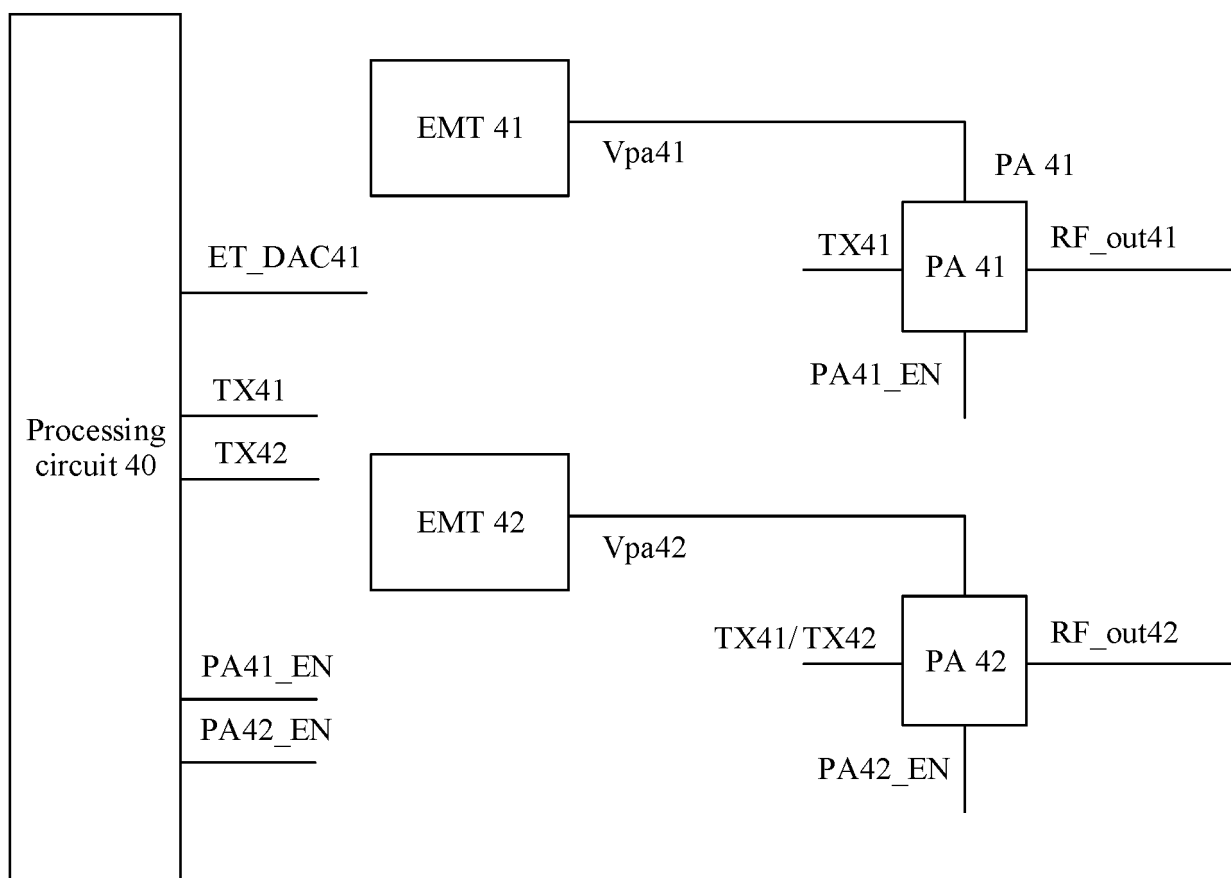 EMT 41
Vpa41
PA 41
ET_DAC41
TX41
PA 41
RF_out41
PA41_EN
TX41
Processing
circuit 40
TX42
EMT 42
Vpa42
TX41/TX42
PA 42
RF_out42
PA41_EN
PA42_EN
PA42_EN